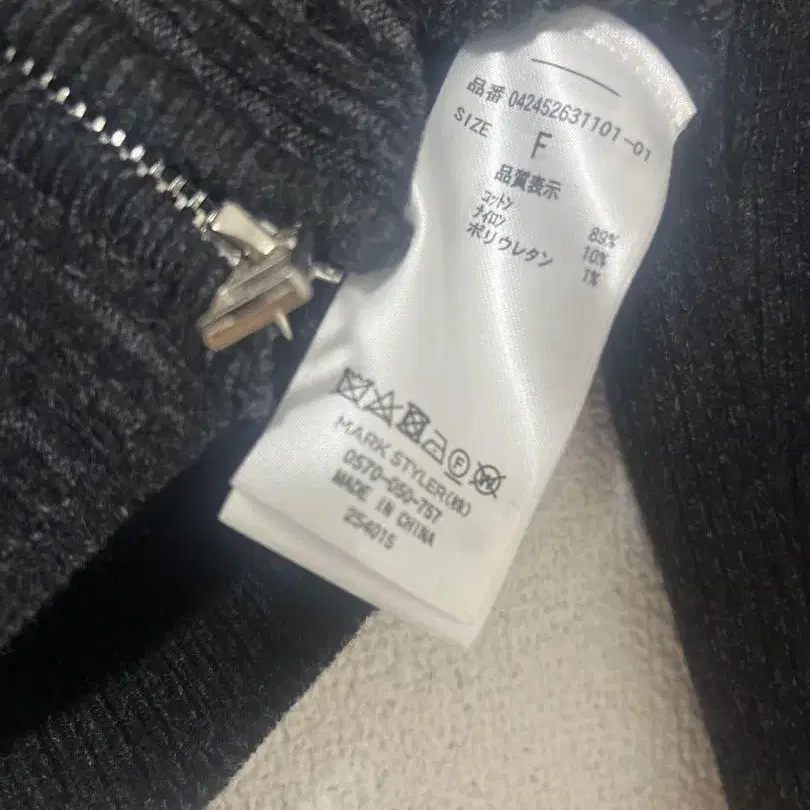 品番 042452631101-01
SIZE F
品質表示
コットン 89%
ナイロン 10%
ポリウレタン 1%
F W
MARK STYLER(株)
0570-050-757
MADE IN CHINA
254015